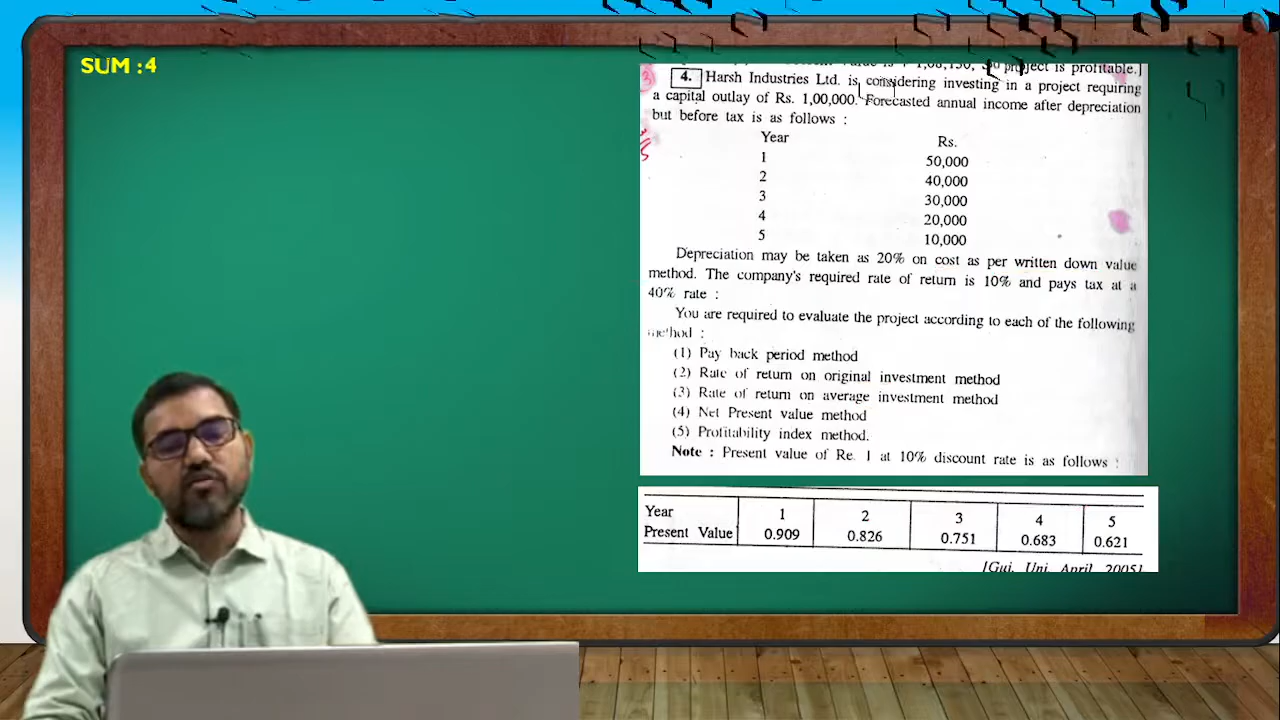 SUM :4
project is profitable.]
4. Harsh Industries Ltd. is considering investing in a project requiring
a capital outlay of Rs. 1,00,000. Forecasted annual income after depreciation
but before tax is as follows :
Year Rs.
1 50,000
2 40,000
3 30,000
4 20,000
5 10,000
Depreciation may be taken as 20% on cost as per written down value
method. The company's required rate of return is 10% and pays tax at a
40% rate :
You are required to evaluate the project according to each of the following
method :
(1) Pay back period method
(2) Rate of return on original investment method
(3) Rate of return on average investment method
(4) Net Present value method
(5) Profitability index method.
Note : Present value of Re. 1 at 10% discount rate is as follows :
Year 1 2 3 4 5
Present Value 0.909 0.826 0.751 0.683 0.621
[Guj. Uni. April, 2005]